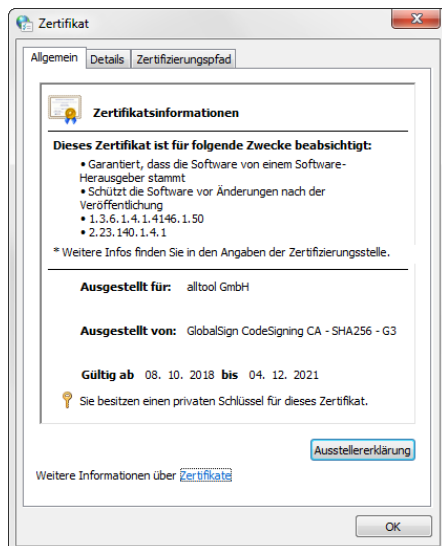 Zertifikat
Allgemein Details Zertifizierungspfad
Zertifikatsinformationen
Dieses Zertifikat ist für folgende Zwecke beabsichtigt:
• Garantiert, dass die Software von einem Software-
Herausgeber stammt
• Schützt die Software vor Änderungen nach der
Veröffentlichung
• 1.3.6.1.4.1.4146.1.50
• 2.23.140.1.4.1
* Weitere Infos finden Sie in den Angaben der Zertifizierungsstelle.
Ausgestellt für: alltool GmbH
Ausgestellt von: GlobalSign CodeSigning CA - SHA256 - G3
Gültig ab 08. 10. 2018 bis 04. 12. 2021
Sie besitzen einen privaten Schlüssel für dieses Zertifikat.
Ausstellererklärung
Weitere Informationen über Zertifikate
OK